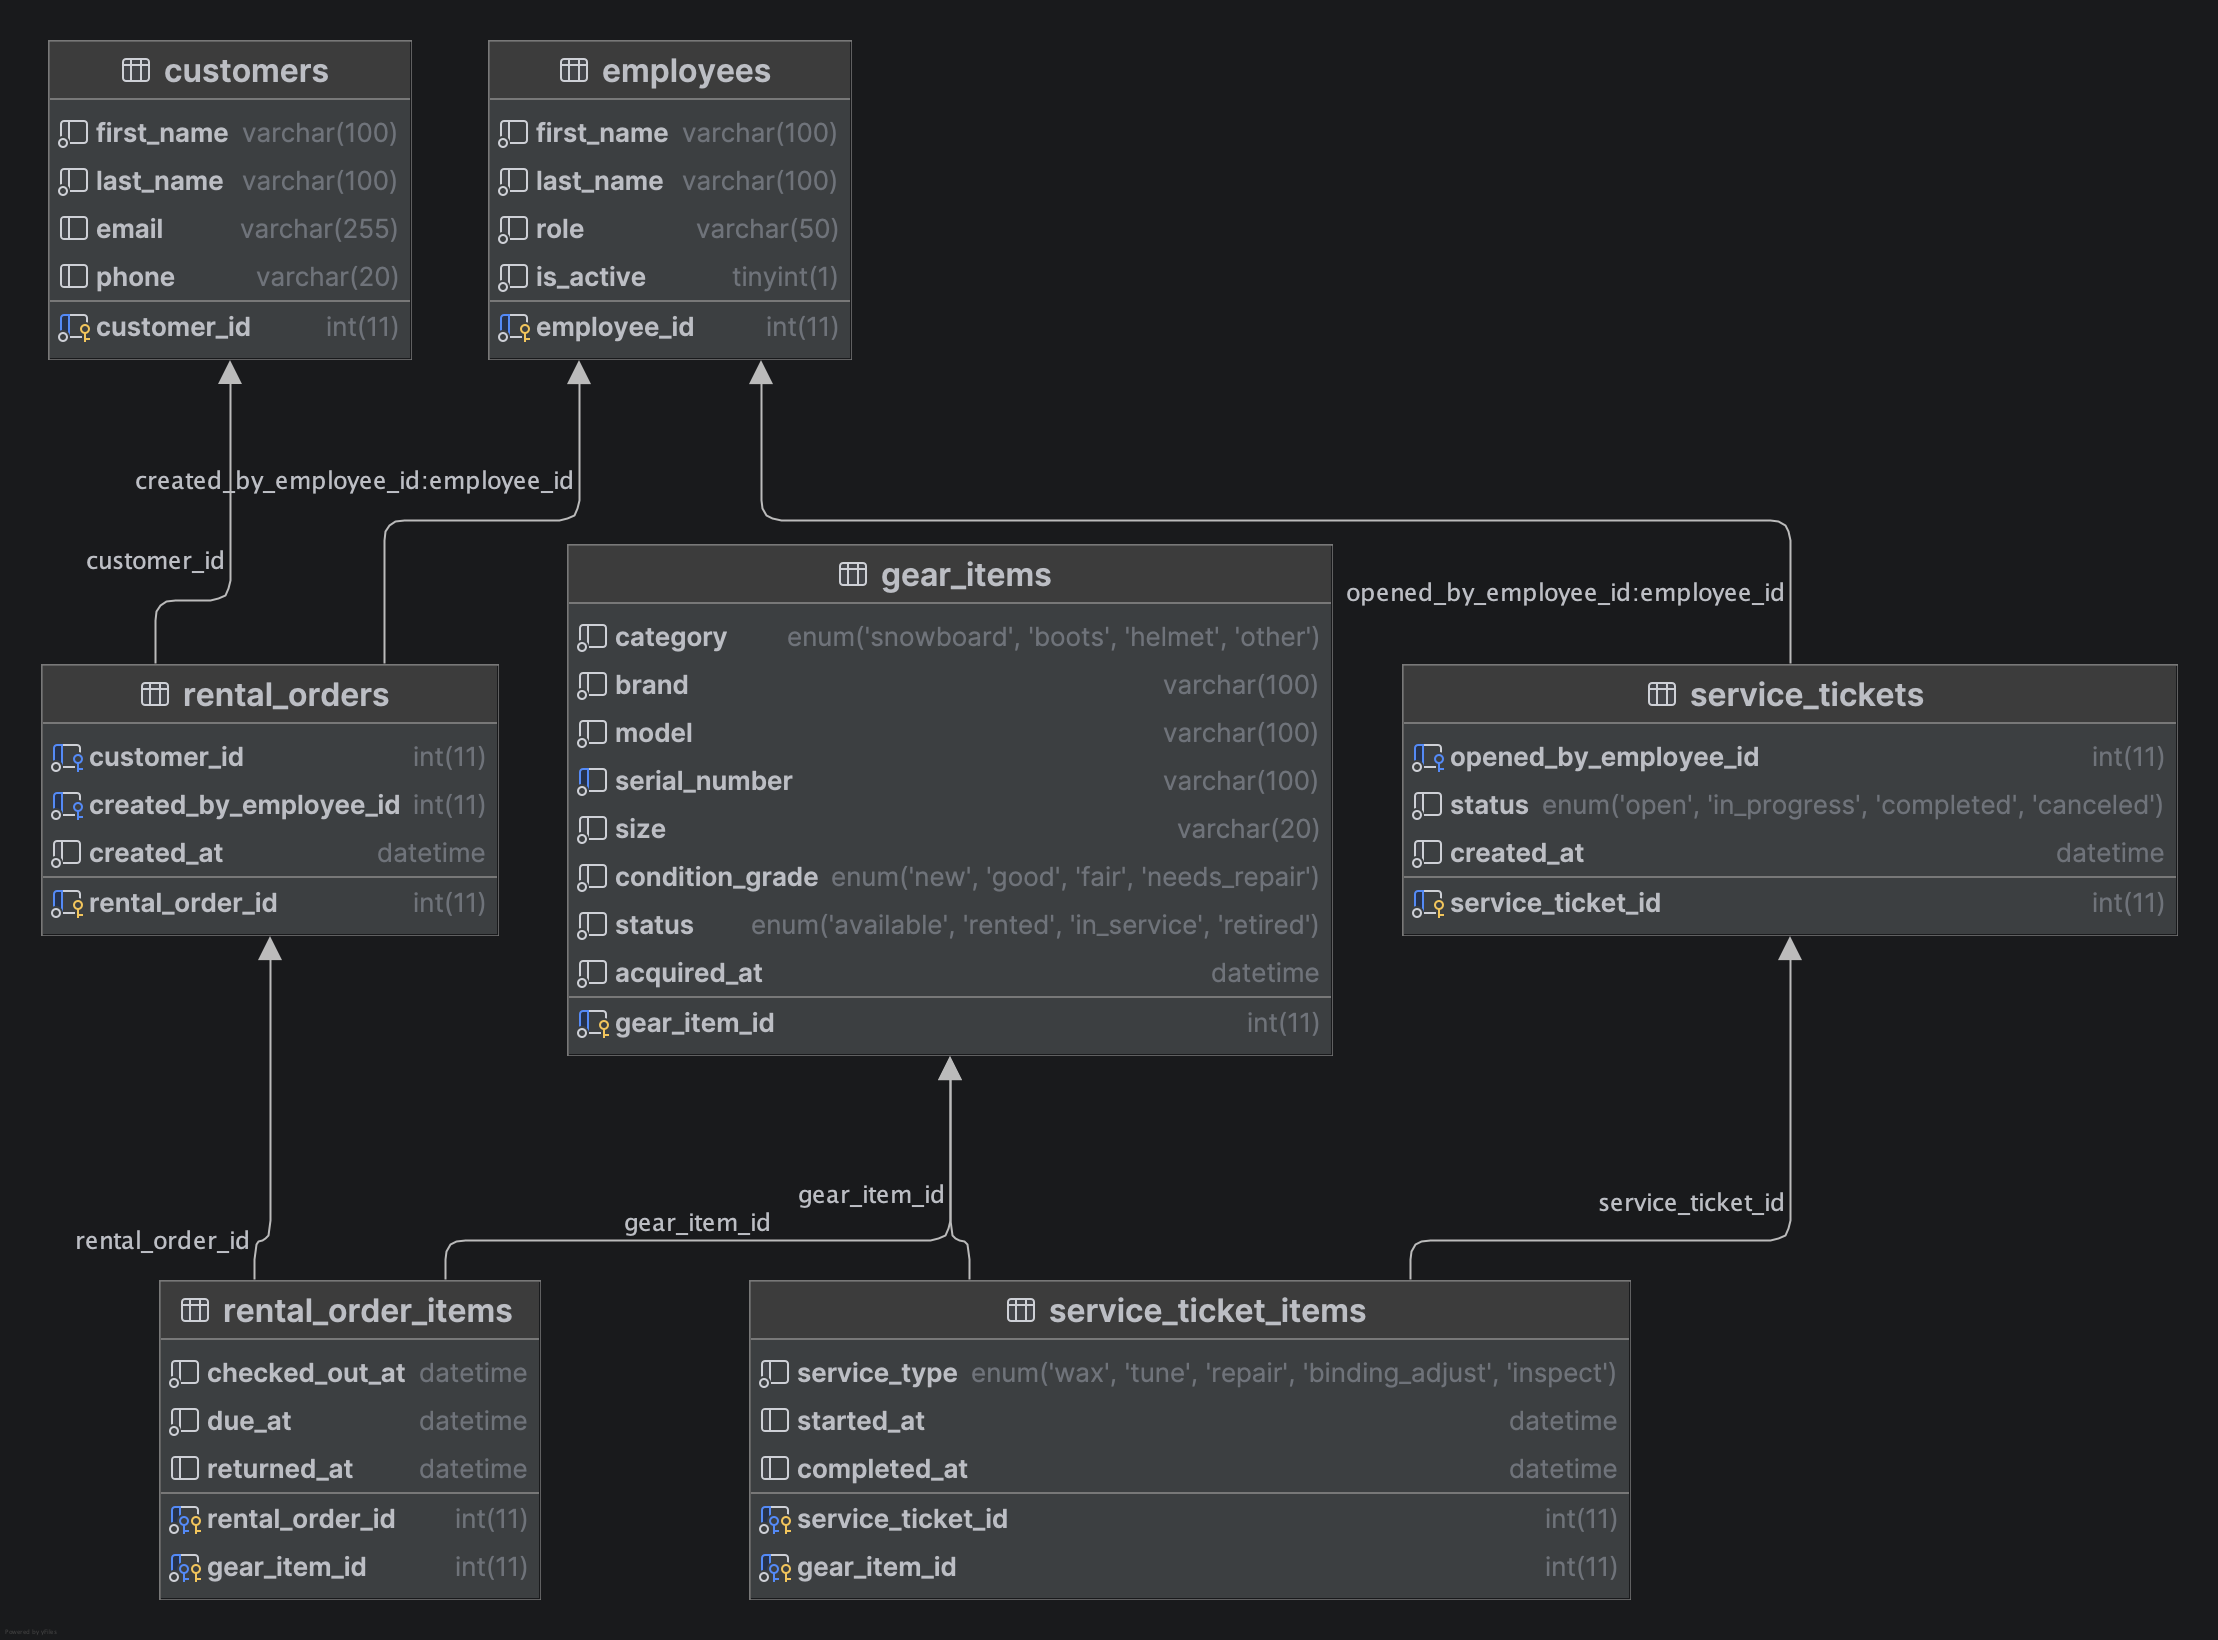 customers
first_name varchar(100)
last_name varchar(100)
email varchar(255)
phone varchar(20)
customer_id int(11)
employees
first_name varchar(100)
last_name varchar(100)
role varchar(50)
is_active tinyint(1)
employee_id int(11)
created_by_employee_id:employee_id
customer_id
opened_by_employee_id:employee_id
rental_orders
customer_id int(11)
created_by_employee_id int(11)
created_at datetime
rental_order_id int(11)
gear_items
category enum('snowboard', 'boots', 'helmet', 'other')
brand varchar(100)
model varchar(100)
serial_number varchar(100)
size varchar(20)
condition_grade enum('new', 'good', 'fair', 'needs_repair')
status enum('available', 'rented', 'in_service', 'retired')
acquired_at datetime
gear_item_id int(11)
service_tickets
opened_by_employee_id int(11)
status enum('open', 'in_progress', 'completed', 'canceled')
created_at datetime
service_ticket_id int(11)
rental_order_id
gear_item_id
gear_item_id
service_ticket_id
rental_order_items
checked_out_at datetime
due_at datetime
returned_at datetime
rental_order_id int(11)
gear_item_id int(11)
service_ticket_items
service_type enum('wax', 'tune', 'repair', 'binding_adjust', 'inspect')
started_at datetime
completed_at datetime
service_ticket_id int(11)
gear_item_id int(11)
Powered by yFiles